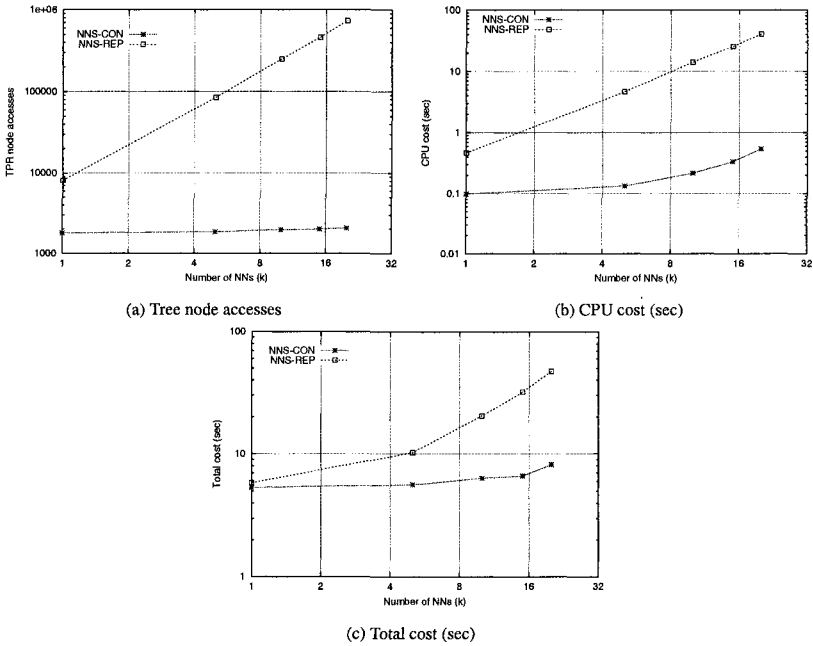 1e+06
NNS-CON
NNS-REP
100000
10000
1000
TPR node accesses
1 2 4 8 16 32
Number of NNs (k)
(a) Tree node accesses
100
NNS-CON
NNS-REP
10
1
0.1
0.01
CPU cost (sec)
1 2 4 8 16 32
Number of NNs (k)
(b) CPU cost (sec)
100
NNS-CON
NNS-REP
10
1
Total cost (sec)
1 2 4 8 16 32
Number of NNs (k)
(c) Total cost (sec)